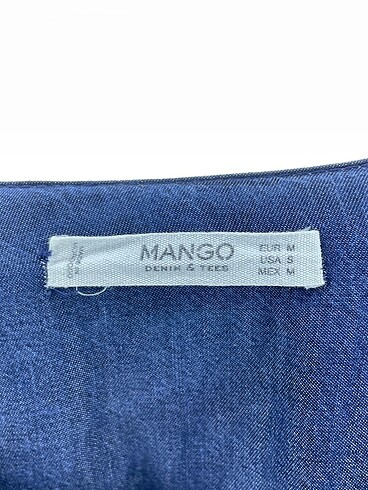 MANGO
DENIM & TEES
EUR M
USA S
MEX M